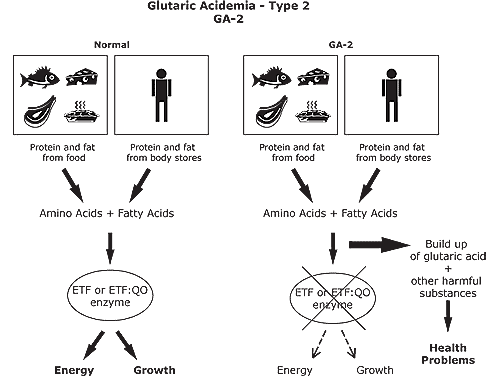 Glutaric Acidemia - Type 2
GA-2
Normal
Protein and fat
from food
Protein and fat
from body stores
Amino Acids + Fatty Acids
ETF or ETF:QO
enzyme
Energy
Growth
GA-2
Protein and fat
from food
Protein and fat
from body stores
Amino Acids + Fatty Acids
ETF or ETF:QO
enzyme
Energy
Growth
Build up
of glutaric acid
+
other harmful
substances
Health
Problems